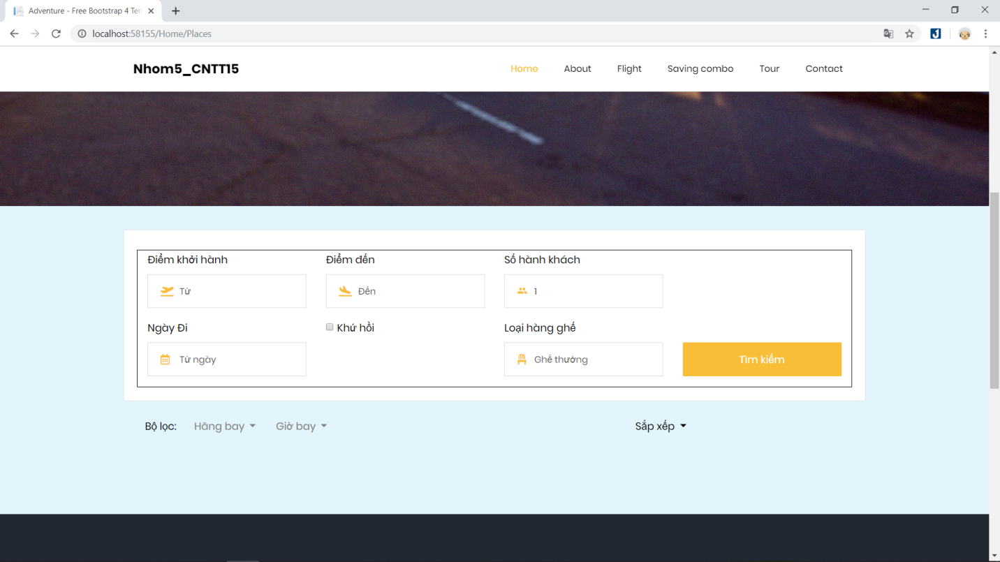 Adventure - Free Bootstrap 4 Ten
localhost:58155/Home/Places
Nhom5_CNTT15
Home About Flight Saving combo Tour Contact
Điểm khởi hành Điểm đến Số hành khách
Từ Đến 1
Ngày Đi Khứ hồi Loại hàng ghế
Từ ngày Ghế thường Tìm kiếm
Bộ lọc: Hãng bay Giờ bay Sắp xếp